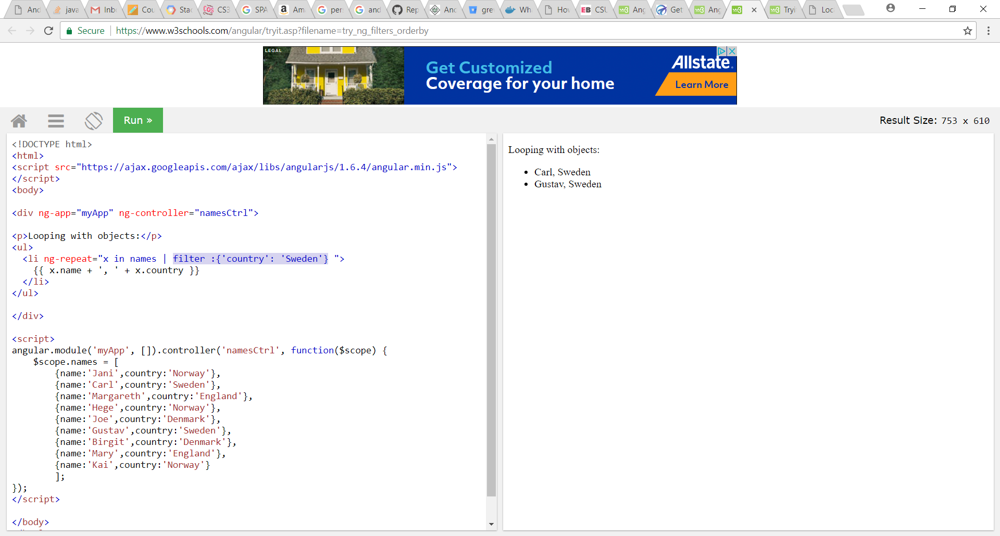 And
java
Inb
Cou
Stac
CS3
SPA
Am
per
and
Rep
And
gre
Wh
Hov
CSU
Ang
Get
Ang
Tryi
Loc
Secure
https://www.w3schools.com/angular/tryit.asp?filename=try_ng_filters_orderby
LEGAL
Get Customized
Coverage for your home
Allstate.
Learn More
Run »
Result Size: 753 x 610
<!DOCTYPE html>
<html>
<script src="https://ajax.googleapis.com/ajax/libs/angularjs/1.6.4/angular.min.js">
</script>
<body>
<div ng-app="myApp" ng-controller="namesCtrl">
<p>Looping with objects:</p>
<ul>
<li ng-repeat="x in names | filter :{'country': 'Sweden'} ">
{{ x.name + ', ' + x.country }}
</li>
</ul>
</div>
<script>
angular.module('myApp', []).controller('namesCtrl', function($scope) {
$scope.names = [
{name:'Jani',country:'Norway'},
{name:'Carl',country:'Sweden'},
{name:'Margareth',country:'England'},
{name:'Hege',country:'Norway'},
{name:'Joe',country:'Denmark'},
{name:'Gustav',country:'Sweden'},
{name:'Birgit',country:'Denmark'},
{name:'Mary',country:'England'},
{name:'Kai',country:'Norway'}
];
});
</script>
</body>
Looping with objects:
Carl, Sweden
Gustav, Sweden